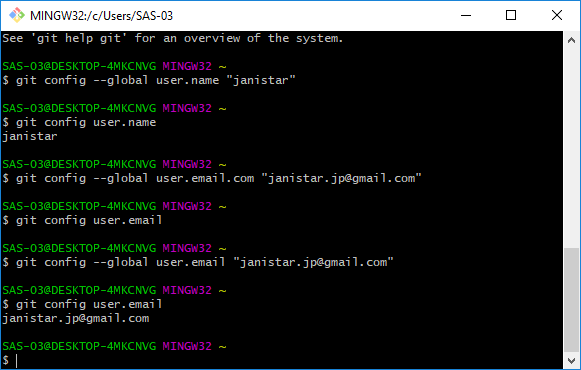 MINGW32:/c/Users/SAS-03
See 'git help git' for an overview of the system.
SAS-03@DESKTOP-4MKCNVG MINGW32 ~
$ git config --global user.name "janistar"
SAS-03@DESKTOP-4MKCNVG MINGW32 ~
$ git config user.name
janistar
SAS-03@DESKTOP-4MKCNVG MINGW32 ~
$ git config --global user.email.com "janistar.jp@gmail.com"
SAS-03@DESKTOP-4MKCNVG MINGW32 ~
$ git config user.email
SAS-03@DESKTOP-4MKCNVG MINGW32 ~
$ git config --global user.email "janistar.jp@gmail.com"
SAS-03@DESKTOP-4MKCNVG MINGW32 ~
$ git config user.email
janistar.jp@gmail.com
SAS-03@DESKTOP-4MKCNVG MINGW32 ~
$